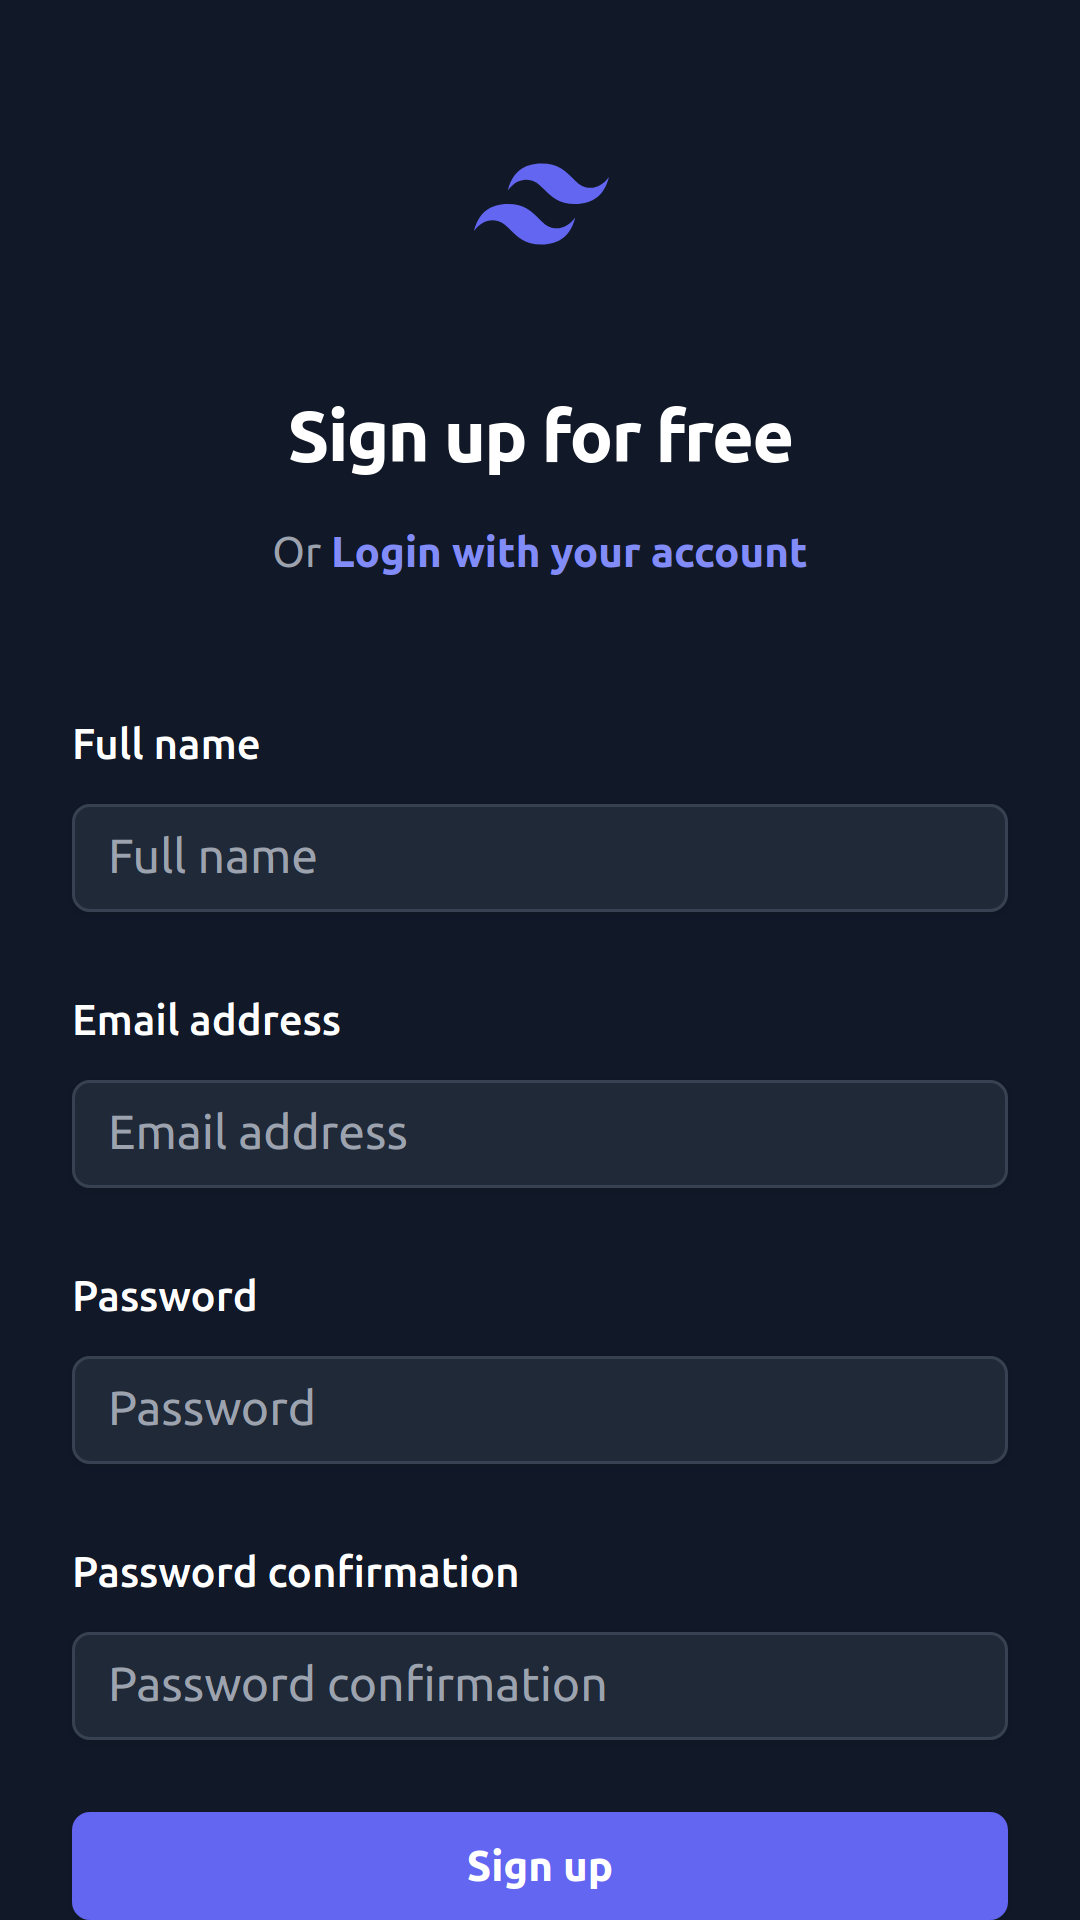 Sign up for free
Or Login with your account
Full name
Full name
Email address
Email address
Password
Password
Password confirmation
Password confirmation
Sign up